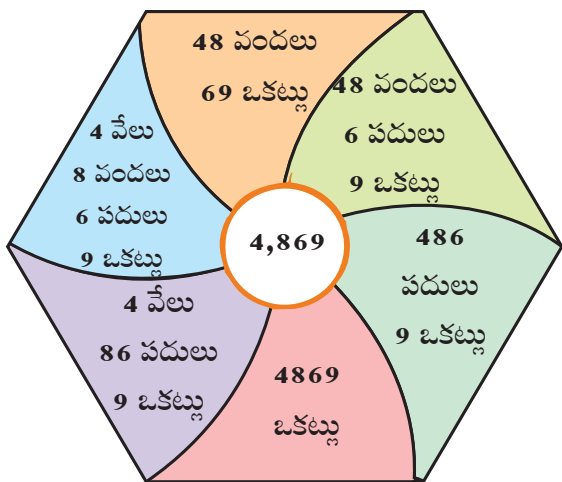 48 వందలు
69 ఒకట్లు
48 వందలు
6 పదులు
9 ఒకట్లు
486
పదులు
9 ఒకట్లు
4869
ఒకట్లు
4 వేలు
86 పదులు
9 ఒకట్లు
4 వేలు
8 వందలు
6 పదులు
9 ఒకట్లు
4,869